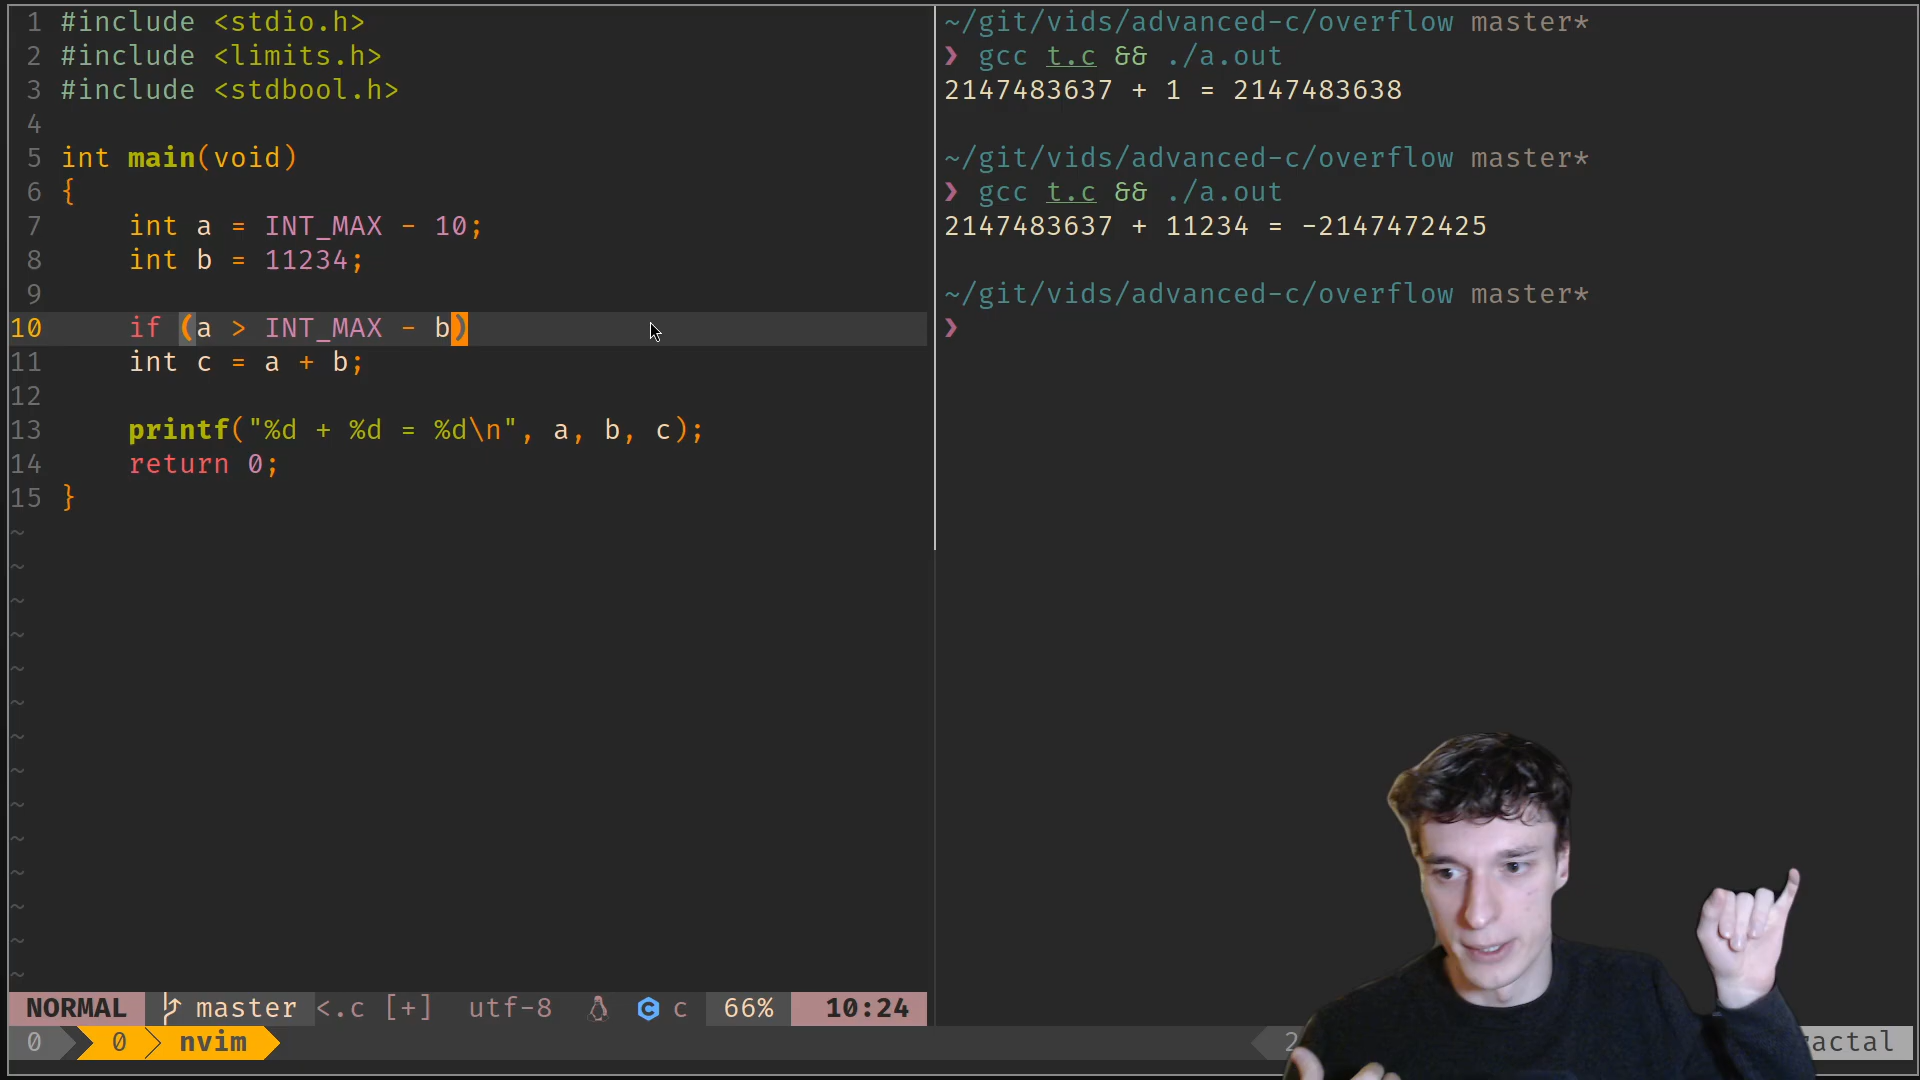 1 #include <stdio.h>
2 #include <limits.h>
3 #include <stdbool.h>
4
5 int main(void)
6 {
7     int a = INT_MAX - 10;
8     int b = 11234;
9
10     if (a > INT_MAX - b)
11     int c = a + b;
12
13     printf("%d + %d = %d\n", a, b, c);
14     return 0;
15 }
~
~
~
~
~
~
~
~
~
~
~
~
~
~
NORMAL master <.c [+] utf-8 c 66% 10:24
0 0 nvim
~/git/vids/advanced-c/overflow master*
❯ gcc t.c && ./a.out
2147483637 + 1 = 2147483638
~/git/vids/advanced-c/overflow master*
❯ gcc t.c && ./a.out
2147483637 + 11234 = -2147472425
~/git/vids/advanced-c/overflow master*
❯